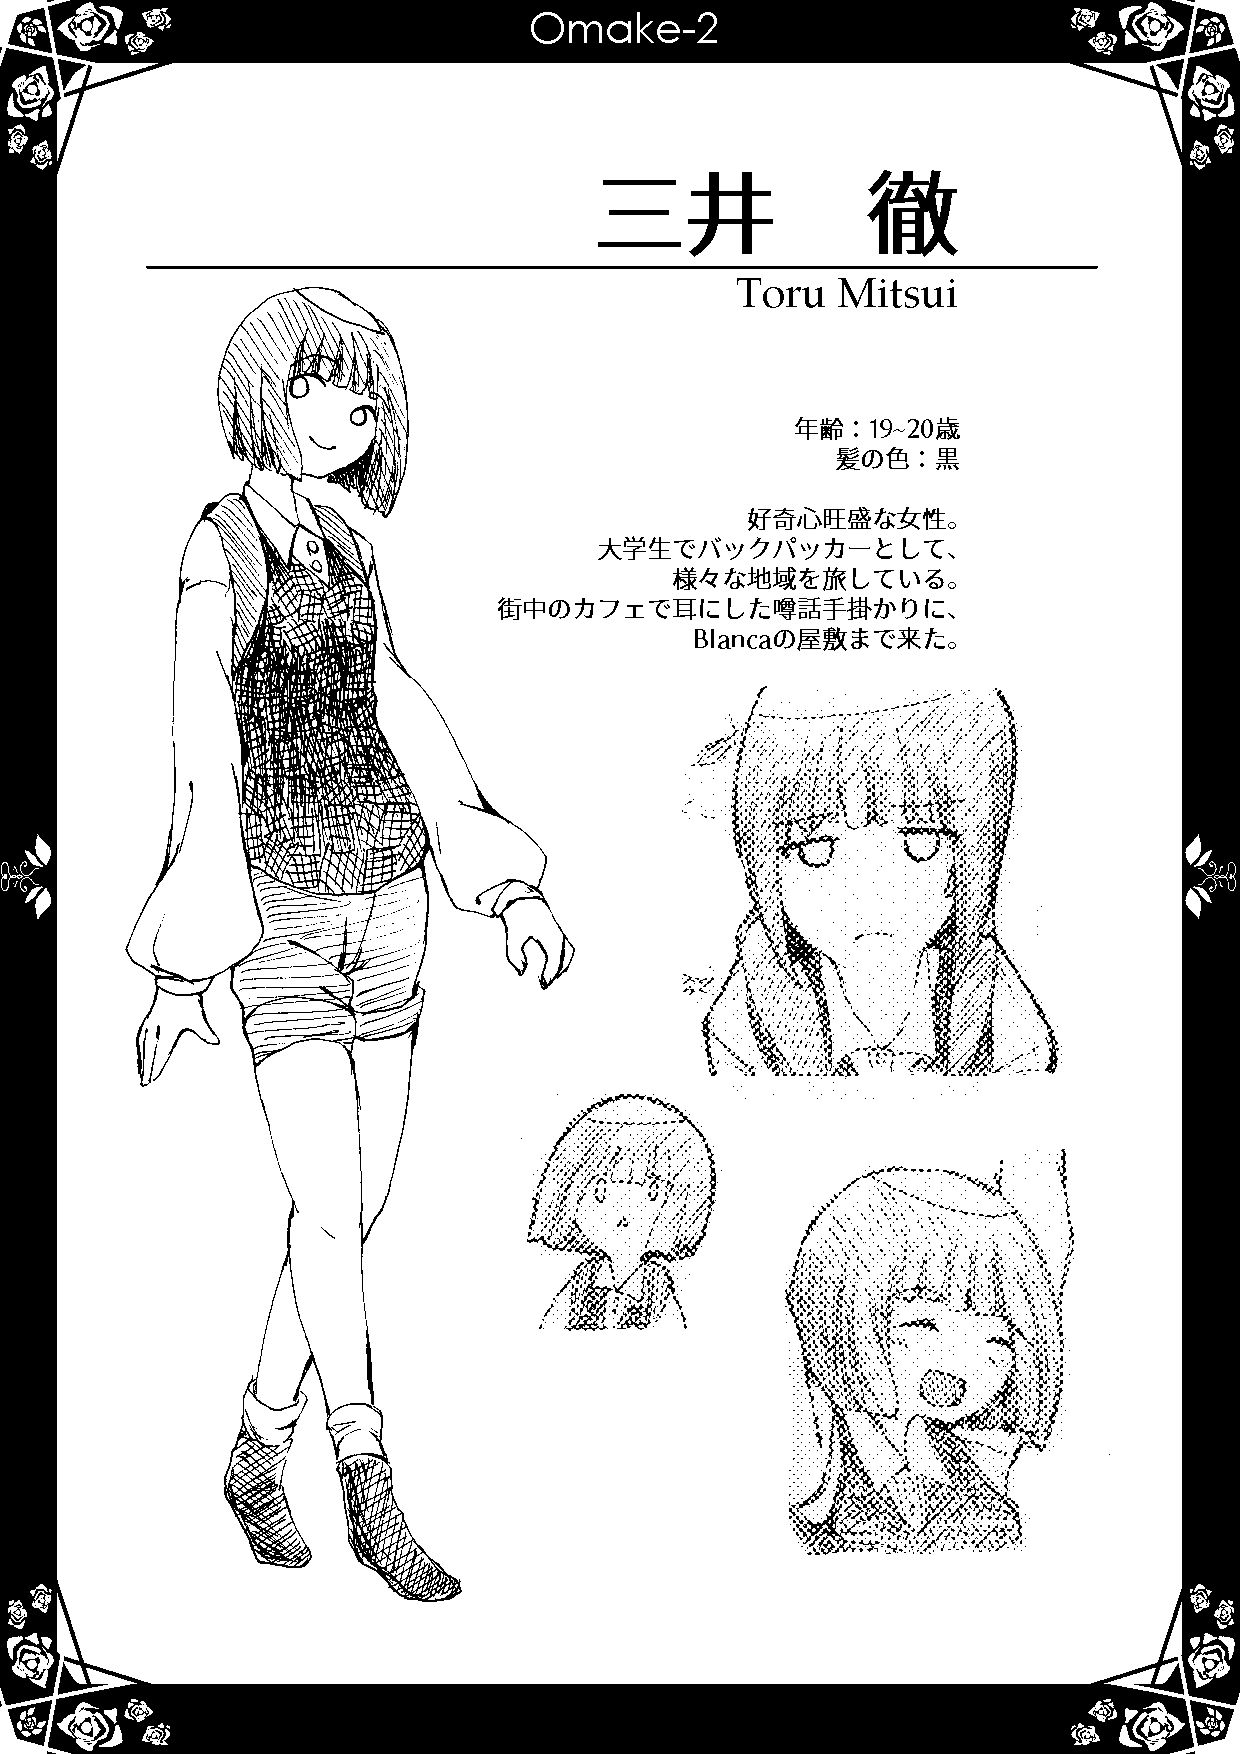 Omake-2
三井　徹
Toru Mitsui
年齢：19~20歳
髪の色：黒
好奇心旺盛な女性。
大学生でバックパッカーとして、
様々な地域を旅している。
街中のカフェで耳にした噂話手掛かりに、
Blancaの屋敷まで来た。